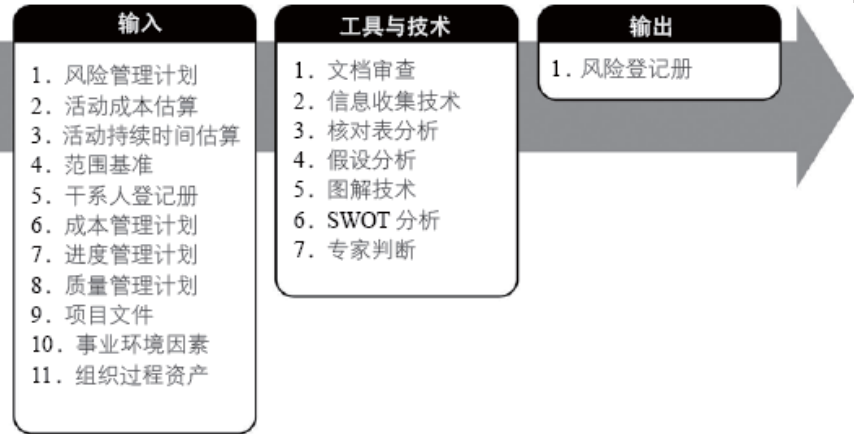 输入
1．风险管理计划
2．活动成本估算
3．活动持续时间估算
4．范围基准
5．干系人登记册
6．成本管理计划
7．进度管理计划
8．质量管理计划
9．项目文件
10．事业环境因素
11．组织过程资产
工具与技术
1．文档审查
2．信息收集技术
3．核对表分析
4．假设分析
5．图解技术
6．SWOT 分析
7．专家判断
输出
1．风险登记册